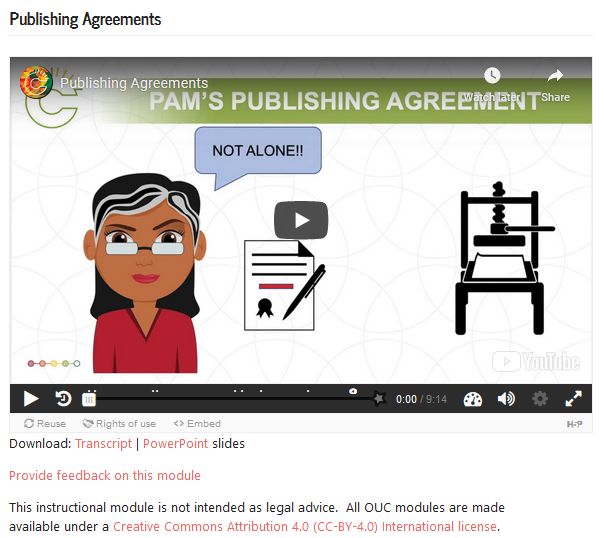 Publishing Agreements
Publishing Agreements
Watch later
Share
PAM'S PUBLISHING AGREEMENT
NOT ALONE!!
YouTube
0:00 / 9:14
Reuse Rights of use Embed H-P
Download: Transcript | PowerPoint slides
Provide feedback on this module
This instructional module is not intended as legal advice. All OUC modules are made
available under a Creative Commons Attribution 4.0 (CC-BY-4.0) International license.